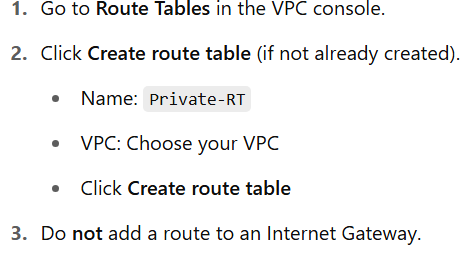 1. Go to Route Tables in the VPC console.
2. Click Create route table (if not already created).
• Name: Private-RT
• VPC: Choose your VPC
• Click Create route table
3. Do not add a route to an Internet Gateway.